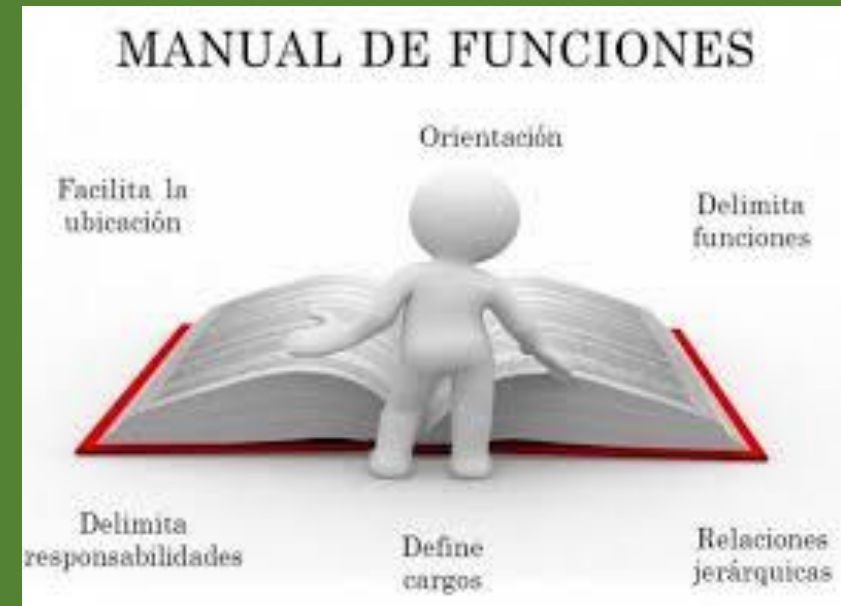 MANUAL DE FUNCIONES
Orientación
Facilita la
ubicación
Delimita
funciones
Delimita
responsabilidades
Define
cargos
Relaciones
jerárquicas